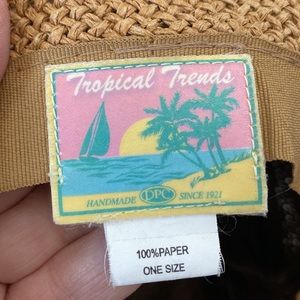 Tropical Trends
HANDMADE DPC SINCE 1921
100%PAPER
ONE SIZE